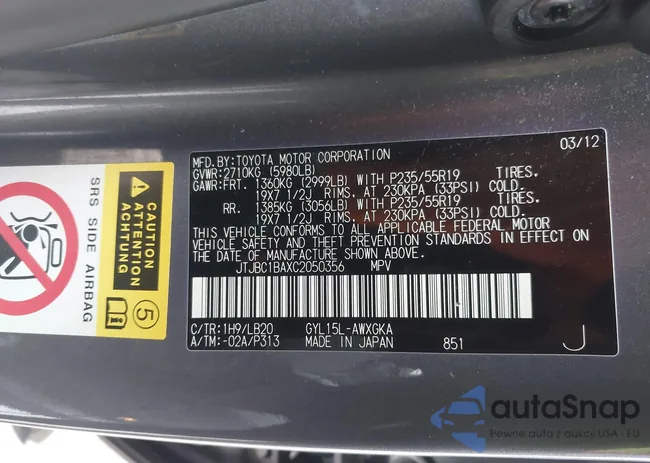 MFD. BY:TOYOTA MOTOR CORPORATION 03/12
GVWR:2710KG (5980LB)
GAWR:FRT. 1360KG (2999LB) WITH P235/55R19 TIRES.
19X7 1/2J RIMS. AT 230KPA (33PSI) COLD.
RR. 1385KG (3056LB) WITH P235/55R19 TIRES.
19X7 1/2J RIMS. AT 230KPA (33PSI) COLD.
THIS VEHICLE CONFORMS TO ALL APPLICABLE FEDERAL MOTOR
VEHICLE SAFETY AND THEFT PREVENTION STANDARDS IN EFFECT ON
THE DATE OF MANUFACTURE SHOWN ABOVE.
JTJBC1BAXC2050356 MPV
C/TR:1H9/LB20 GYL15L-AWXGKA
A/TM:-02A/P313 MADE IN JAPAN 851 J
SRS SIDE AIRBAG
CAUTION
ATTENTION
ACHTUNG
5
autaSnap
Pewne auta z aukcji USA · EU